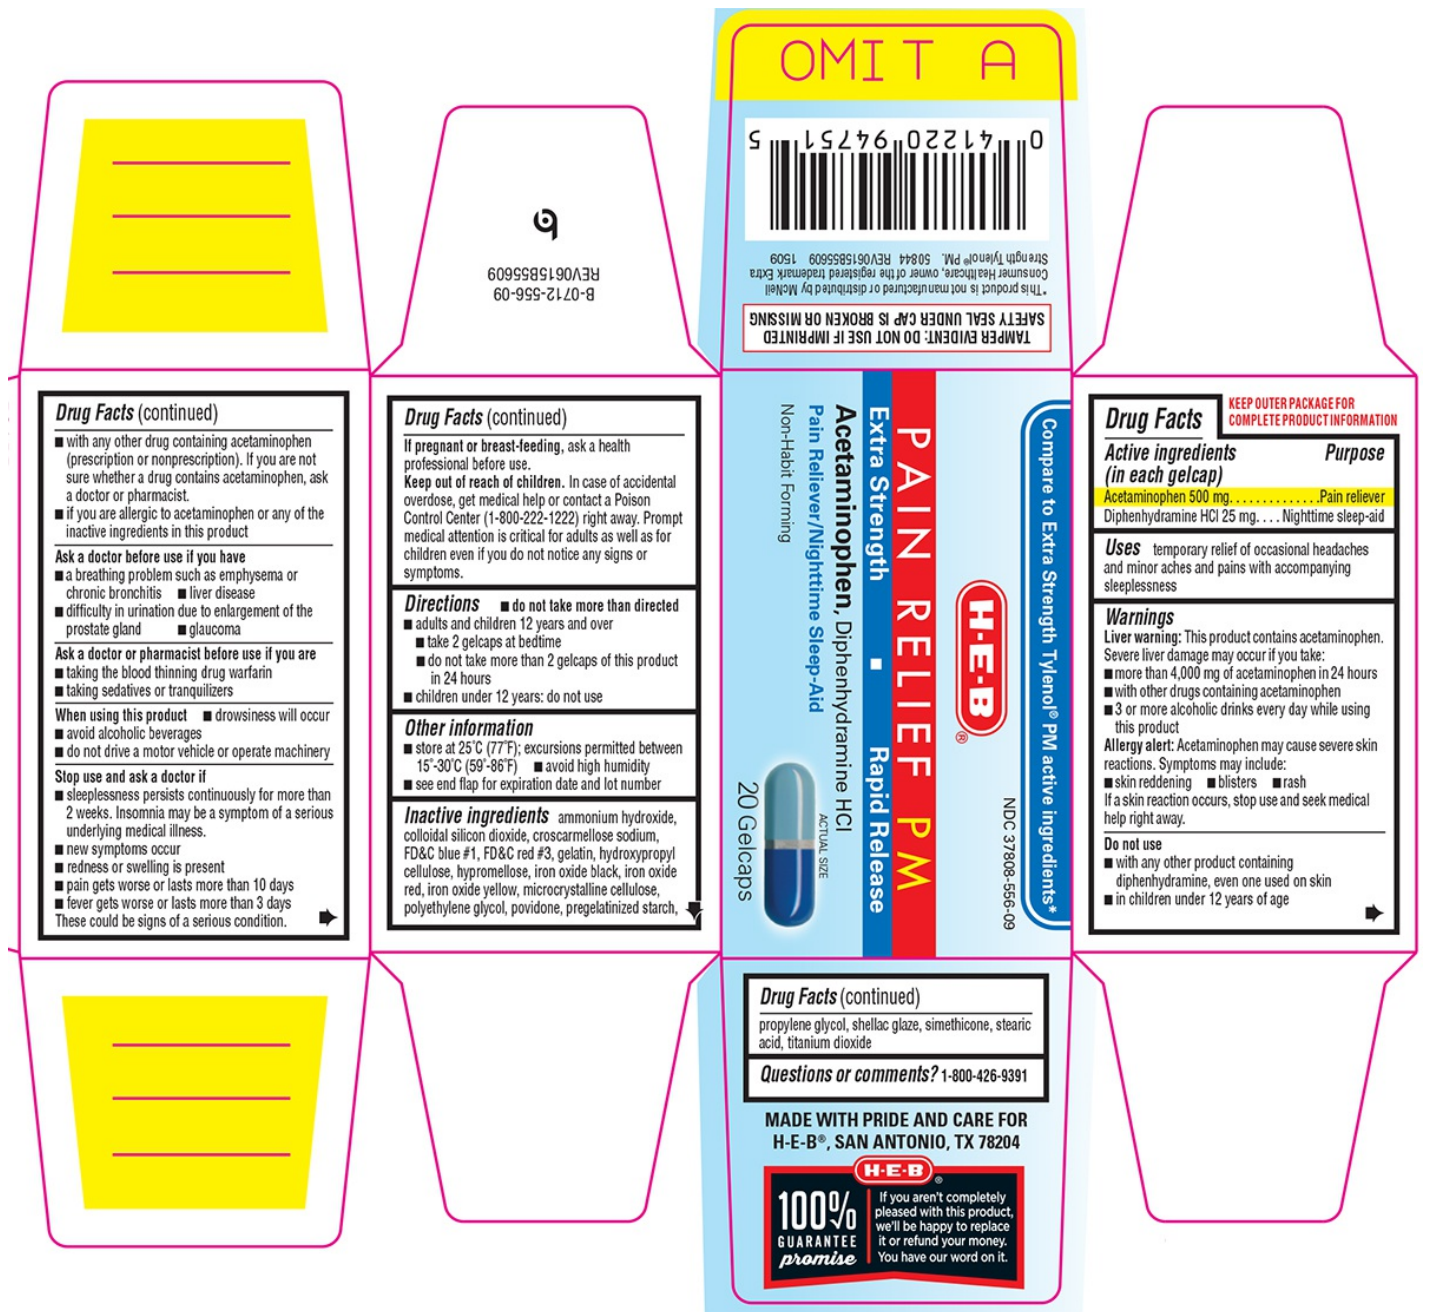 OMIT A
0 41220 94751 5
*This product is not manufactured or distributed by McNeil
Consumer Healthcare, owner of the registered trademark Extra
Strength Tylenol® PM. 50844 REV0615B55609 1509
TAMPER EVIDENT: DO NOT USE IF IMPRINTED
SAFETY SEAL UNDER CAP IS BROKEN OR MISSING
B-0712-556-09
REV0615B55609
Compare to Extra Strength Tylenol® PM active ingredients*
NDC 37808-556-09
H-E-B®
PAIN RELIEF PM
Extra Strength ■ Rapid Release
Acetaminophen, Diphenhydramine HCl
Pain Reliever/Nighttime Sleep-Aid
Non-Habit Forming
ACTUAL SIZE
20 Gelcaps
KEEP OUTER PACKAGE FOR
COMPLETE PRODUCT INFORMATION
Drug Facts
Active ingredients Purpose
(in each gelcap)
Acetaminophen 500 mg. . . . . . . . . . . . . .Pain reliever
Diphenhydramine HCl 25 mg. . . . Nighttime sleep-aid
Uses temporary relief of occasional headaches
and minor aches and pains with accompanying
sleeplessness
Warnings
Liver warning: This product contains acetaminophen.
Severe liver damage may occur if you take:
■ more than 4,000 mg of acetaminophen in 24 hours
■ with other drugs containing acetaminophen
■ 3 or more alcoholic drinks every day while using
this product
Allergy alert: Acetaminophen may cause severe skin
reactions. Symptoms may include:
■ skin reddening ■ blisters ■ rash
If a skin reaction occurs, stop use and seek medical
help right away.
Do not use
■ with any other product containing
diphenhydramine, even one used on skin
■ in children under 12 years of age
Drug Facts (continued)
■ with any other drug containing acetaminophen
(prescription or nonprescription). If you are not
sure whether a drug contains acetaminophen, ask
a doctor or pharmacist.
■ if you are allergic to acetaminophen or any of the
inactive ingredients in this product
Ask a doctor before use if you have
■ a breathing problem such as emphysema or
chronic bronchitis ■ liver disease
■ difficulty in urination due to enlargement of the
prostate gland ■ glaucoma
Ask a doctor or pharmacist before use if you are
■ taking the blood thinning drug warfarin
■ taking sedatives or tranquilizers
When using this product ■ drowsiness will occur
■ avoid alcoholic beverages
■ do not drive a motor vehicle or operate machinery
Stop use and ask a doctor if
■ sleeplessness persists continuously for more than
2 weeks. Insomnia may be a symptom of a serious
underlying medical illness.
■ new symptoms occur
■ redness or swelling is present
■ pain gets worse or lasts more than 10 days
■ fever gets worse or lasts more than 3 days
These could be signs of a serious condition.
Drug Facts (continued)
If pregnant or breast-feeding, ask a health
professional before use.
Keep out of reach of children. In case of accidental
overdose, get medical help or contact a Poison
Control Center (1-800-222-1222) right away. Prompt
medical attention is critical for adults as well as for
children even if you do not notice any signs or
symptoms.
Directions ■ do not take more than directed
■ adults and children 12 years and over
■ take 2 gelcaps at bedtime
■ do not take more than 2 gelcaps of this product
in 24 hours
■ children under 12 years: do not use
Other information
■ store at 25°C (77°F); excursions permitted between
15°-30°C (59°-86°F) ■ avoid high humidity
■ see end flap for expiration date and lot number
Inactive ingredients ammonium hydroxide,
colloidal silicon dioxide, croscarmellose sodium,
FD&C blue #1, FD&C red #3, gelatin, hydroxypropyl
cellulose, hypromellose, iron oxide black, iron oxide
red, iron oxide yellow, microcrystalline cellulose,
polyethylene glycol, povidone, pregelatinized starch,
Drug Facts (continued)
propylene glycol, shellac glaze, simethicone, stearic
acid, titanium dioxide
Questions or comments? 1-800-426-9391
MADE WITH PRIDE AND CARE FOR
H-E-B®, SAN ANTONIO, TX 78204
H-E-B®
100%
GUARANTEE
promise
If you aren't completely
pleased with this product,
we'll be happy to replace
it or refund your money.
You have our word on it.